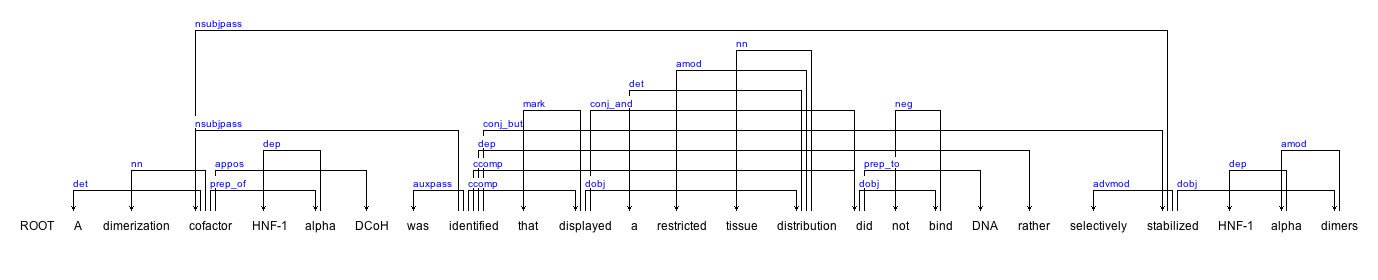 nsubjpass
nn
amod
det
mark conj_and neg
nsubjpass conj_but
dep dep amod
nn appos ccomp prep_to dep
det prep_of auxpass ccomp dobj dobj advmod dobj
ROOT A dimerization cofactor HNF-1 alpha DCoH was identified that displayed a restricted tissue distribution did not bind DNA rather selectively stabilized HNF-1 alpha dimers